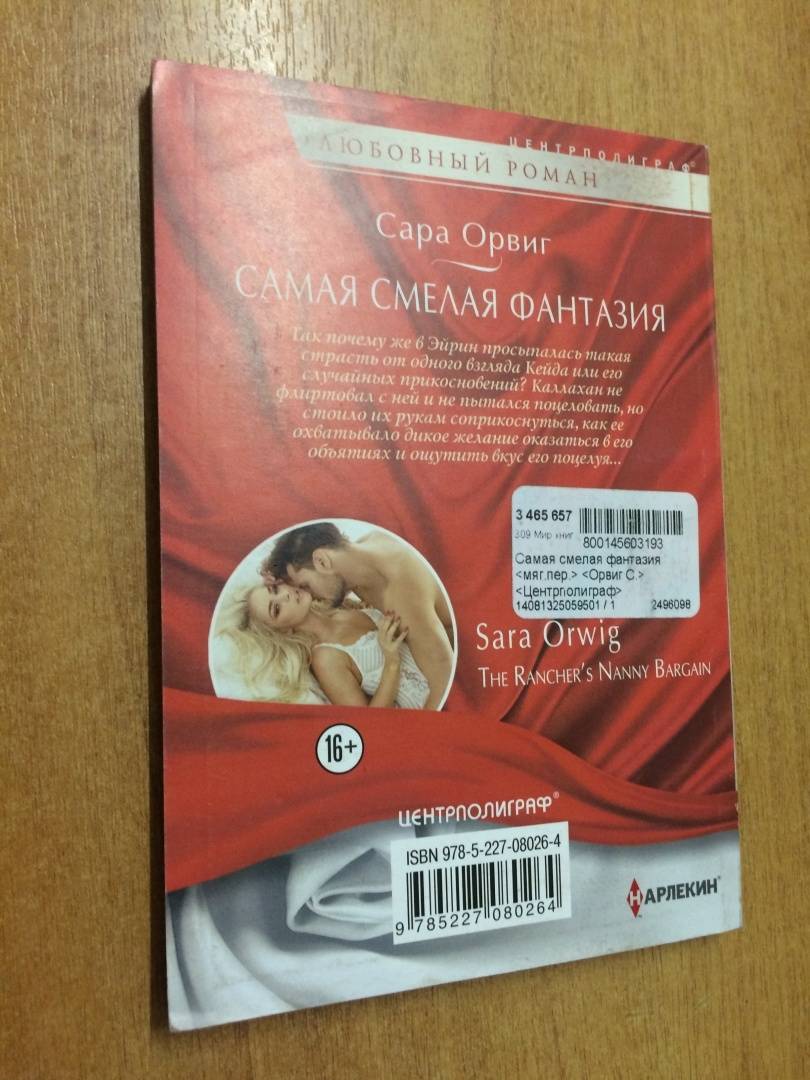 ЦЕНТРПОЛИГРАФ®
ЛЮБОВНЫЙ РОМАН
Сара Орвиг
САМАЯ СМЕЛАЯ ФАНТАЗИЯ
Так почему же в Эйрин просыпалась такая
страсть от одного взгляда Кейда или его
случайных прикосновений? Каллахан не
флиртовал с ней и не пытался поцеловать, но
стоило их рукам соприкоснуться, как ее
охватывало дикое желание оказаться в его
объятиях и ощутить вкус его поцелуя...
3 465 657
309 Мир книг
800145603193
Самая смелая фантазия
<мяг.пер.> <Орвиг С.>
<Центрполиграф>
14081325059501 / 1 2496098
Sara Orwig
THE RANCHER'S NANNY BARGAIN
16+
ЦЕНТРПОЛИГРАФ®
ISBN 978-5-227-08026-4
9 785227 080264
АРЛЕКИН®